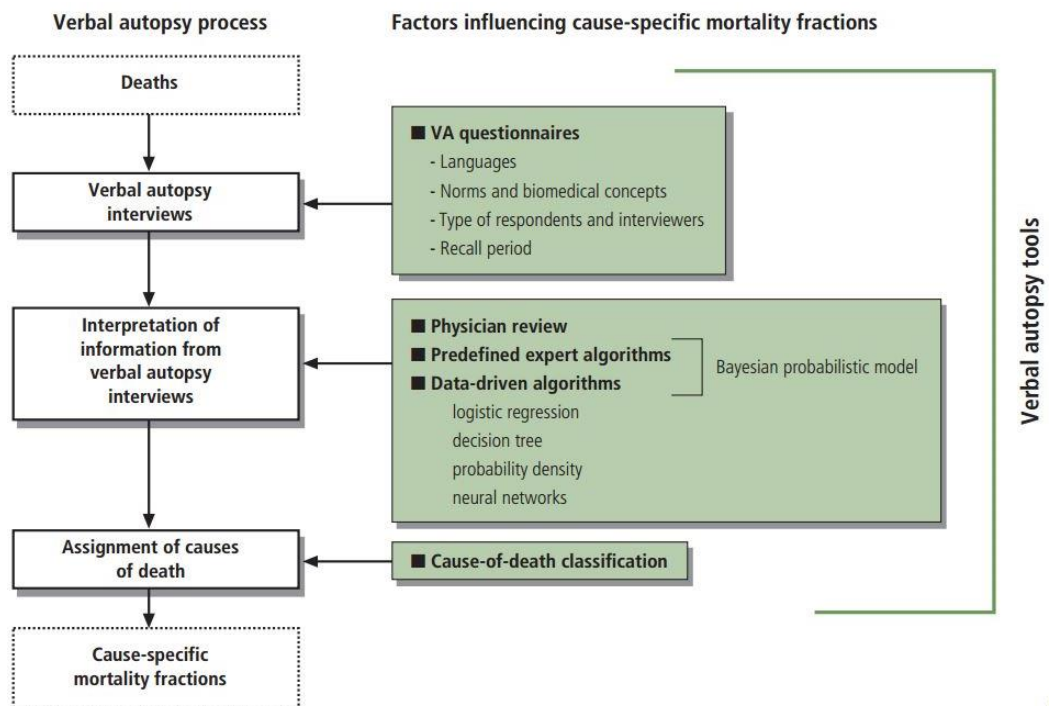 Verbal autopsy process
Factors influencing cause-specific mortality fractions
Deaths
■ VA questionnaires
- Languages
- Norms and biomedical concepts
- Type of respondents and interviewers
- Recall period
Verbal autopsy
interviews
Interpretation of
information from
verbal autopsy
interviews
■ Physician review
■ Predefined expert algorithms
■ Data-driven algorithms
Bayesian probabilistic model
logistic regression
decision tree
probability density
neural networks
Assignment of causes
of death
■ Cause-of-death classification
Cause-specific
mortality fractions
Verbal autopsy tools